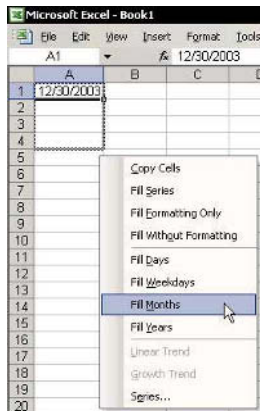 Microsoft Excel - Book1
File Edit View Insert Format Tools
A1 fx 12/30/2003
A B C
1 12/30/2003
2
3
4
5
6 Copy Cells
7 Fill Series
8 Fill Formatting Only
9
10 Fill Without Formatting
11 Fill Days
12
13 Fill Weekdays
14 Fill Months
15
16 Fill Years
17 Linear Trend
18 Growth Trend
19 Series...
20